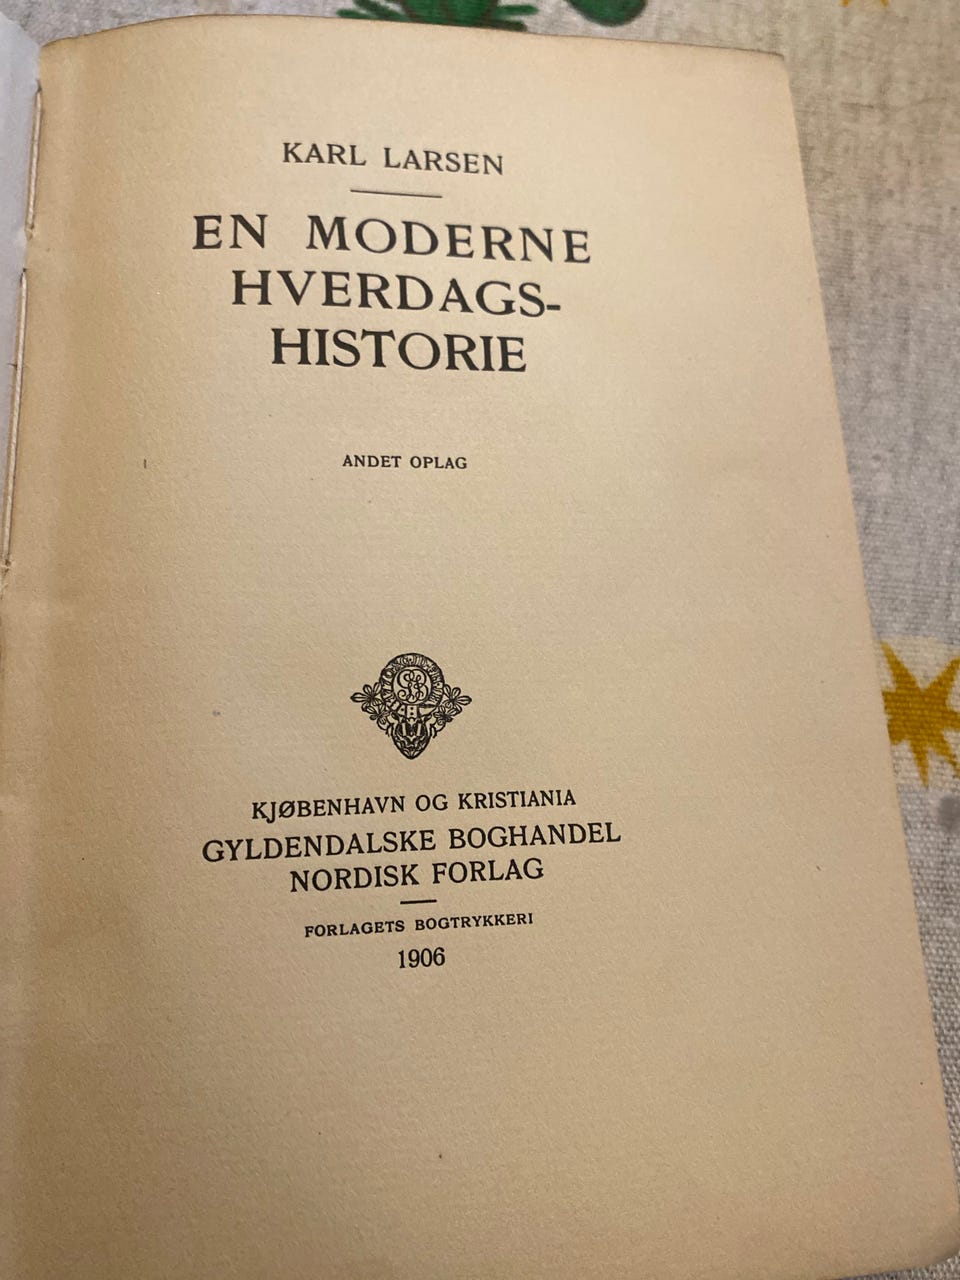 KARL LARSEN
EN MODERNE
HVERDAGS-
HISTORIE
ANDET OPLAG
KJØBENHAVN OG KRISTIANIA
GYLDENDALSKE BOGHANDEL
NORDISK FORLAG
FORLAGETS BOGTRYKKERI
1906